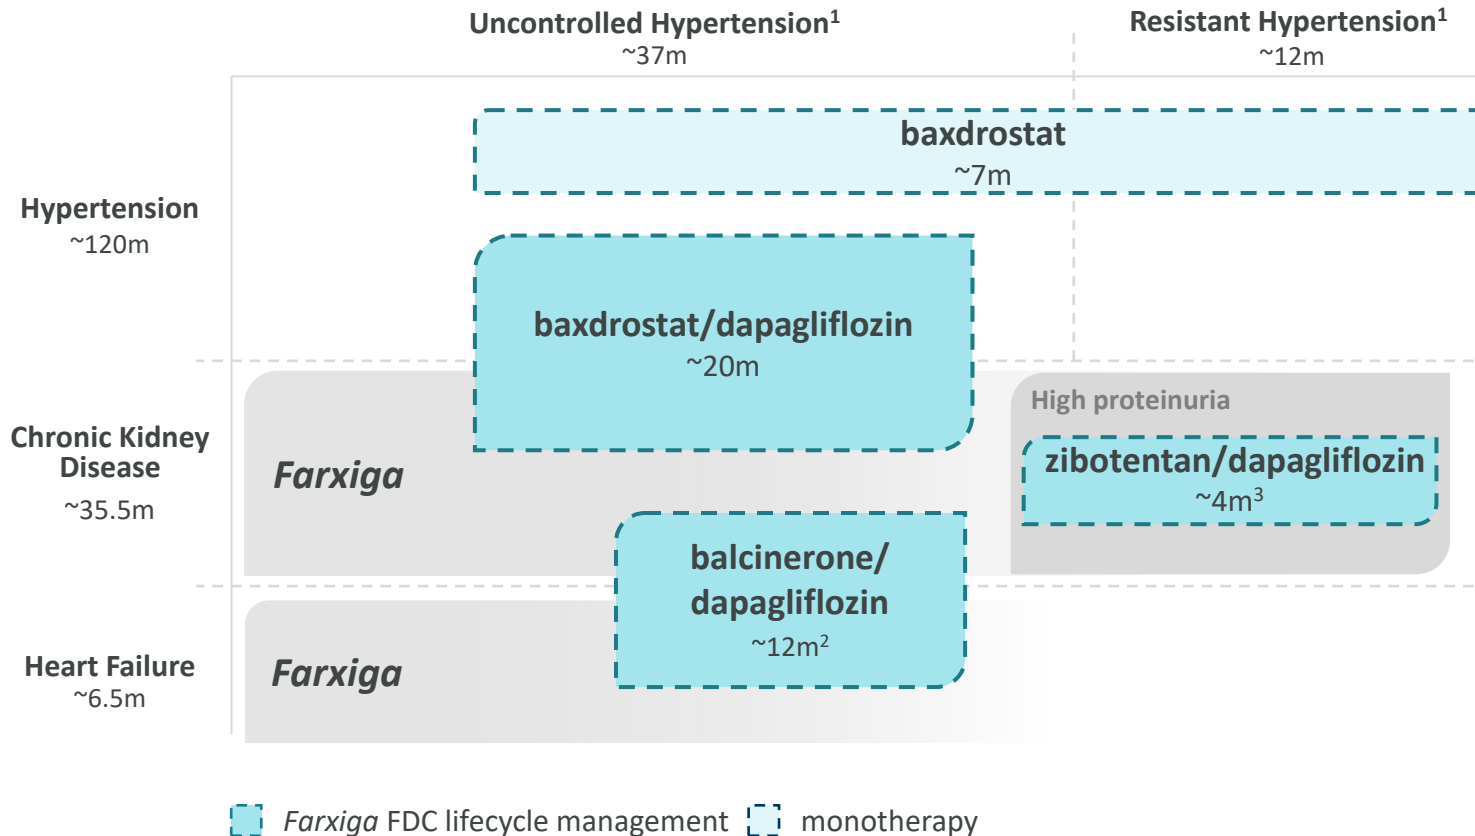 Uncontrolled Hypertension¹
~37m
Resistant Hypertension¹
~12m
baxdrostat
~7m
Hypertension
~120m
baxdrostat/dapagliflozin
~20m
Chronic Kidney
Disease
~35.5m
Farxiga
High proteinuria
zibotentan/dapagliflozin
~4m³
balcinerone/
dapagliflozin
~12m²
Heart Failure
~6.5m
Farxiga
Farxiga FDC lifecycle management
monotherapy